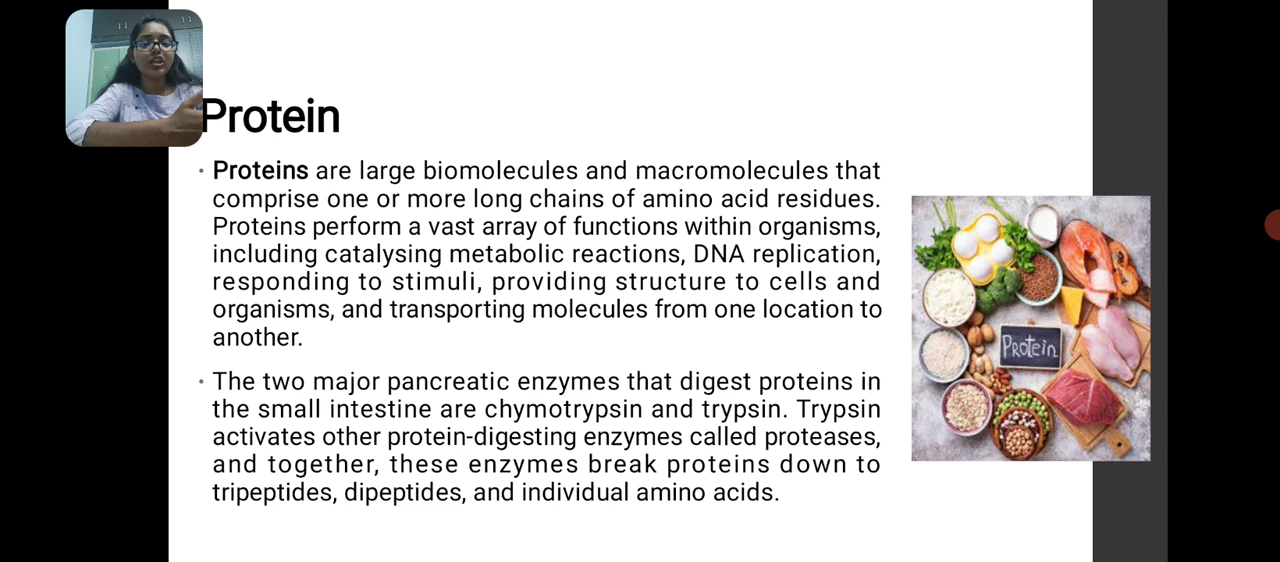 Protein
• Proteins are large biomolecules and macromolecules that
comprise one or more long chains of amino acid residues.
Proteins perform a vast array of functions within organisms,
including catalysing metabolic reactions, DNA replication,
responding to stimuli, providing structure to cells and
organisms, and transporting molecules from one location to
another.
• The two major pancreatic enzymes that digest proteins in
the small intestine are chymotrypsin and trypsin. Trypsin
activates other protein-digesting enzymes called proteases,
and together, these enzymes break proteins down to
tripeptides, dipeptides, and individual amino acids.
PRoteiN